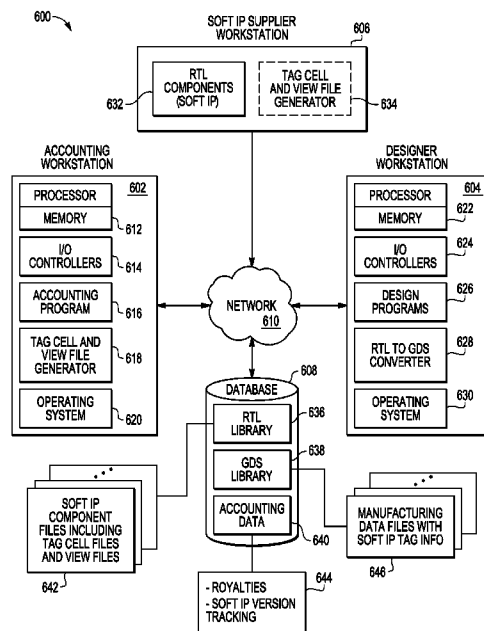 600
SOFT IP SUPPLIER
WORKSTATION
606
RTL
COMPONENTS
(SOFT IP)
632
TAG CELL
AND VIEW FILE
GENERATOR
634
ACCOUNTING
WORKSTATION
602
PROCESSOR
MEMORY
612
I/O
CONTROLLERS
614
ACCOUNTING
PROGRAM
616
TAG CELL AND
VIEW FILE
GENERATOR
618
OPERATING
SYSTEM
620
DESIGNER
WORKSTATION
604
PROCESSOR
MEMORY
622
I/O
CONTROLLERS
624
DESIGN
PROGRAMS
626
RTL TO GDS
CONVERTER
628
OPERATING
SYSTEM
630
NETWORK
610
608
DATABASE
RTL
LIBRARY
636
GDS
LIBRARY
638
ACCOUNTING
DATA
640
SOFT IP
COMPONENT
FILES INCLUDING
TAG CELL FILES
AND VIEW FILES
642
- ROYALTIES
- SOFT IP VERSION
TRACKING
644
MANUFACTURING
DATA FILES WITH
SOFT IP TAG INFO
646